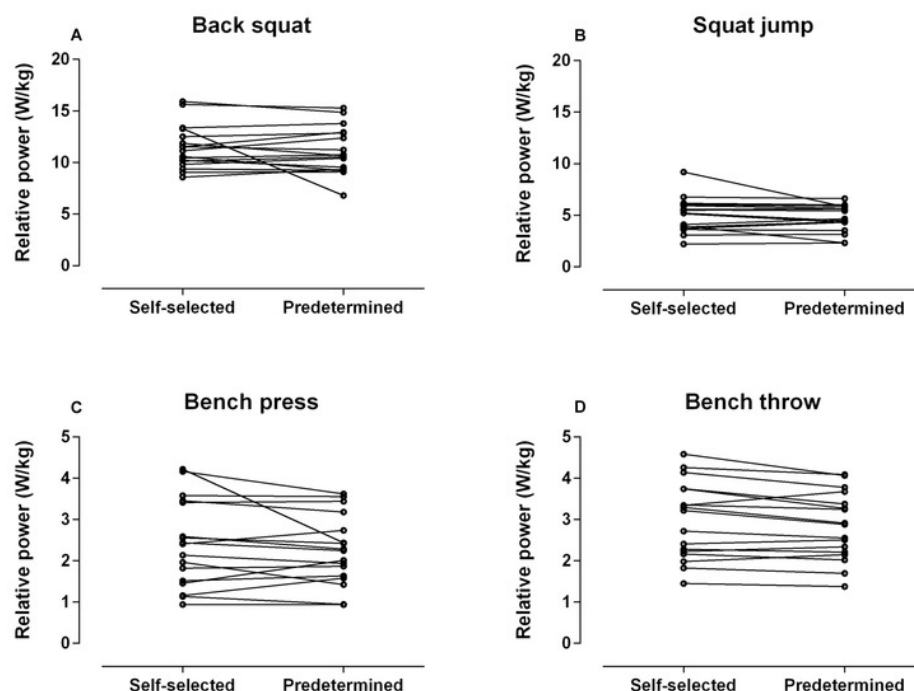 A
Back squat
Relative power (W/kg)
20
15
10
5
0
Self-selected
Predetermined
B
Squat jump
Relative power (W/kg)
20
15
10
5
0
Self-selected
Predetermined
C
Bench press
Relative power (W/kg)
5
4
3
2
1
0
Self-selected
Predetermined
D
Bench throw
Relative power (W/kg)
5
4
3
2
1
0
Self-selected
Predetermined